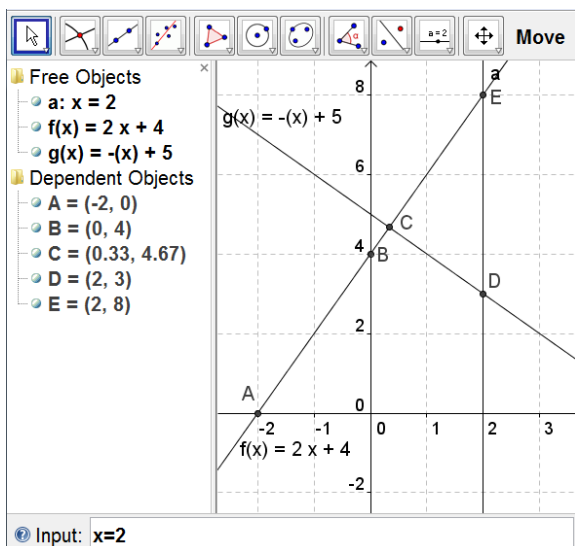 a=2
Move
Free Objects
a: x = 2
f(x) = 2 x + 4
g(x) = -(x) + 5
Dependent Objects
A = (-2, 0)
B = (0, 4)
C = (0.33, 4.67)
D = (2, 3)
E = (2, 8)
a
8
E
g(x) = -(x) + 5
6
C
4
B
D
2
A
0
-2 -1 0 1 2 3
f(x) = 2 x + 4
-2
Input: x=2